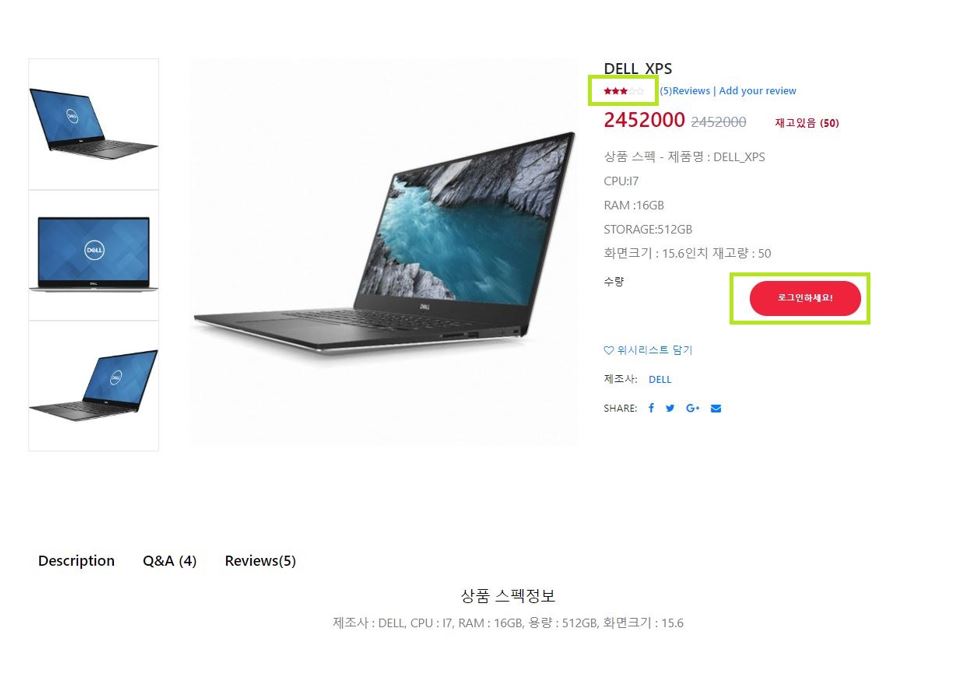 DELL_XPS
(5)Reviews | Add your review
2452000 2452000 재고있음 (50)
상품 스펙 - 제품명 : DELL_XPS
CPU:I7
RAM :16GB
STORAGE:512GB
화면크기 : 15.6인치 재고량 : 50
수량
로그인하세요!
위시리스트 담기
제조사: DELL
SHARE:
DELL
DELL
DELL
DELL
Description Q&A (4) Reviews(5)
상품 스펙정보
제조사 : DELL, CPU : I7, RAM : 16GB, 용량 : 512GB, 화면크기 : 15.6